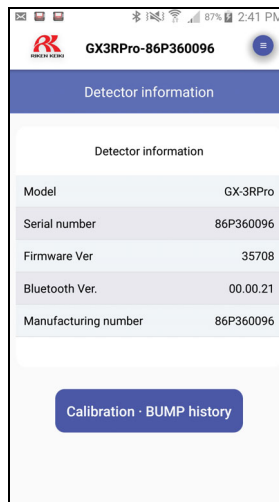 87% 2:41 PM
RIKEN KEIKI
GX3RPro-86P360096
Detector information
Detector information
Model GX-3RPro
Serial number 86P360096
Firmware Ver 35708
Bluetooth Ver. 00.00.21
Manufacturing number 86P360096
Calibration · BUMP history